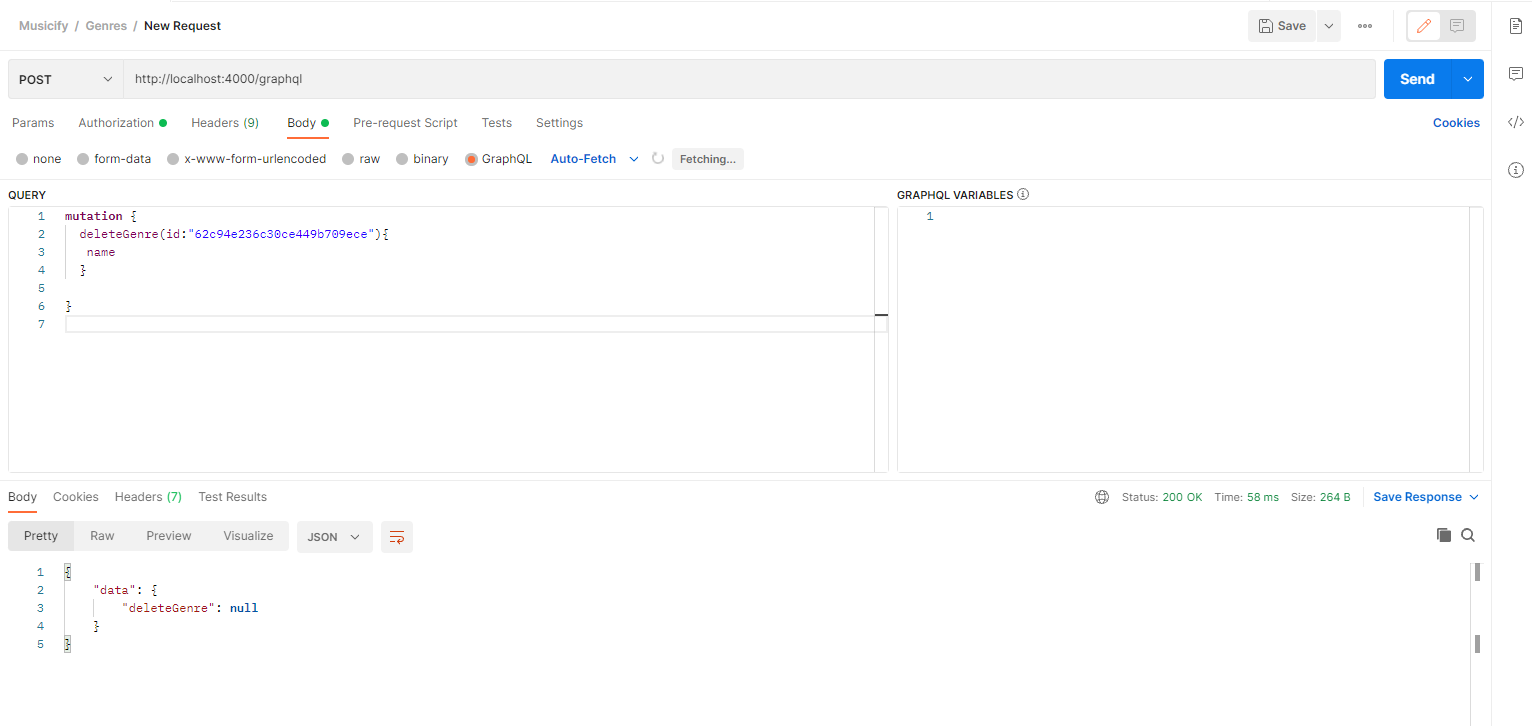 Musicify / Genres / New Request
Save
POST
http://localhost:4000/graphql
Send
Params Authorization Headers (9) Body Pre-request Script Tests Settings Cookies
none form-data x-www-form-urlencoded raw binary GraphQL Auto-Fetch Fetching...
QUERY
1 mutation {
2 deleteGenre(id:"62c94e236c30ce449b709ece"){
3 name
4 }
5
6 }
7
GRAPHQL VARIABLES
1
Body Cookies Headers (7) Test Results Status: 200 OK Time: 58 ms Size: 264 B Save Response
Pretty Raw Preview Visualize JSON
1 {
2 "data": {
3 "deleteGenre": null
4 }
5 }